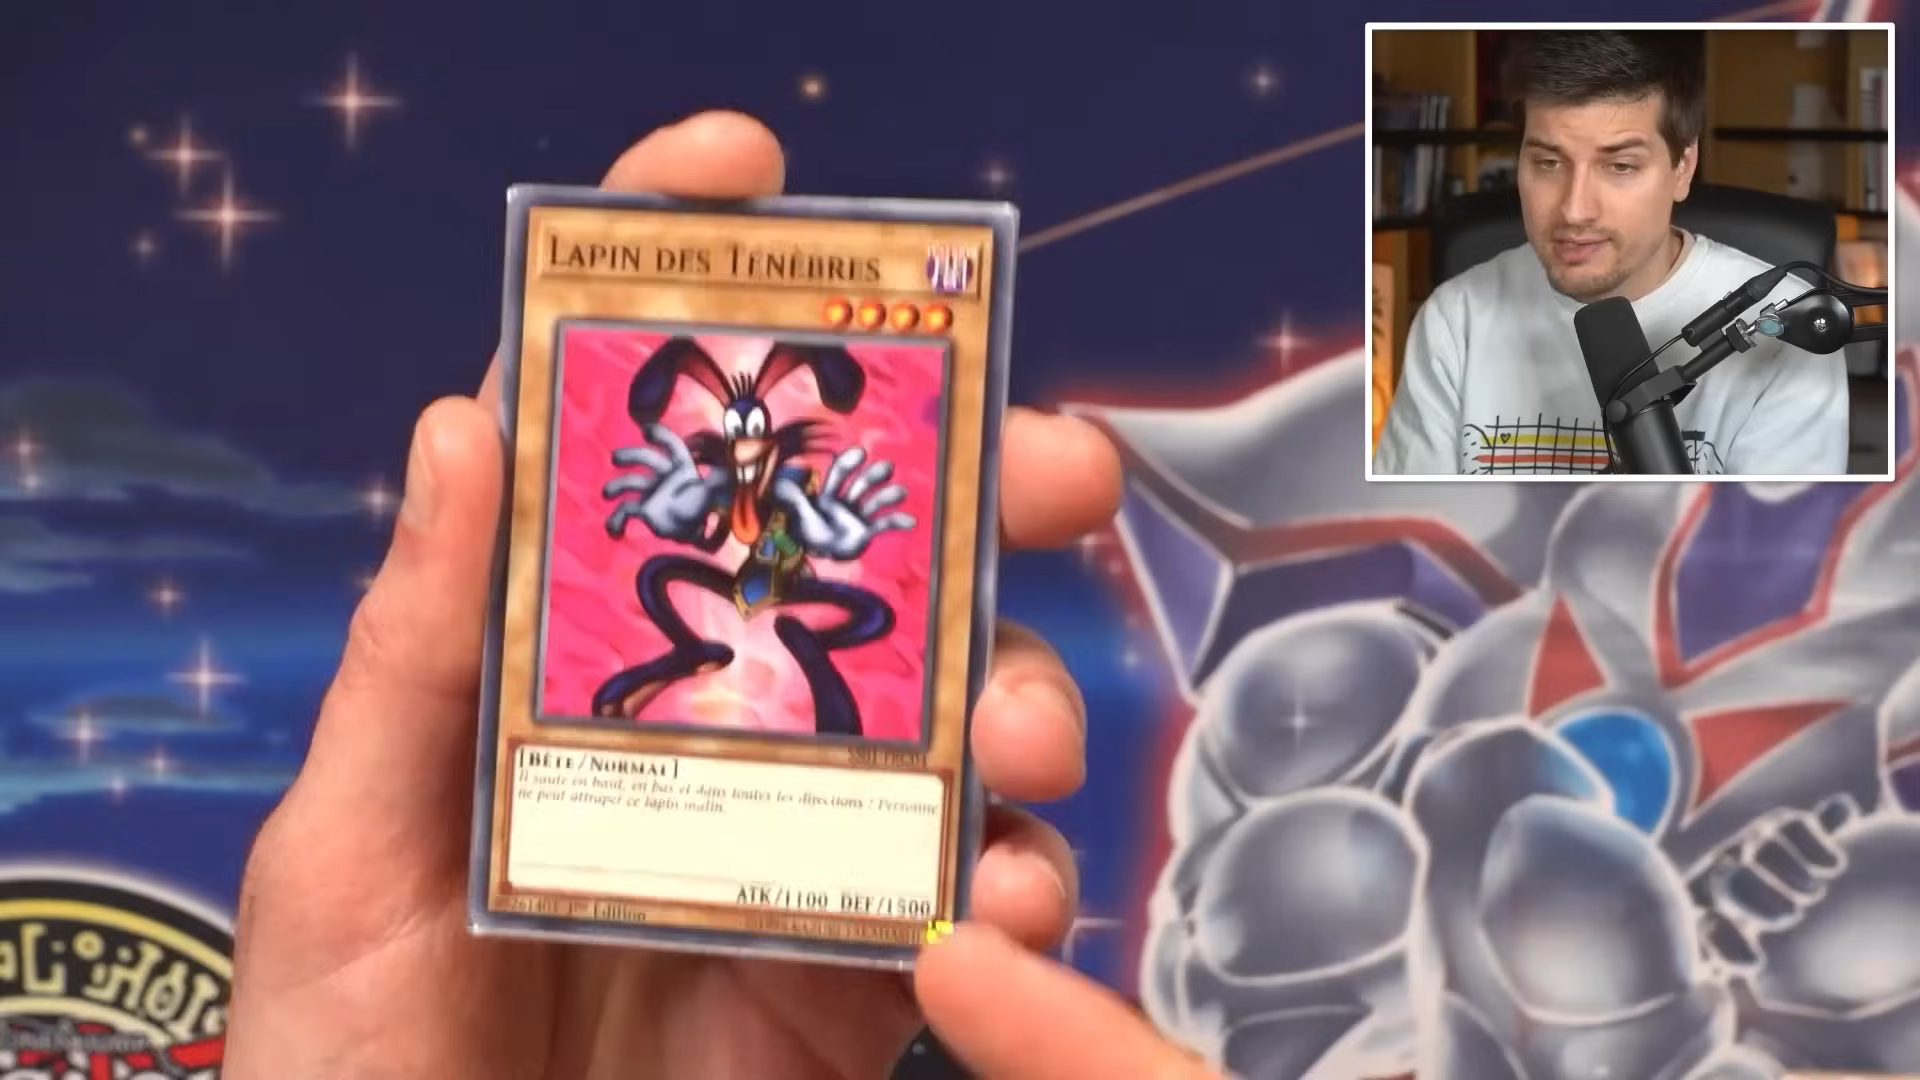 LAPIN DES TÉNÈBRES
[BÊTE/NORMAL]
Il saute en haut, en bas et dans toutes les directions ! Personne
ne peut attraper ce lapin malin.
ATK/1100 DEF/1500
Edition